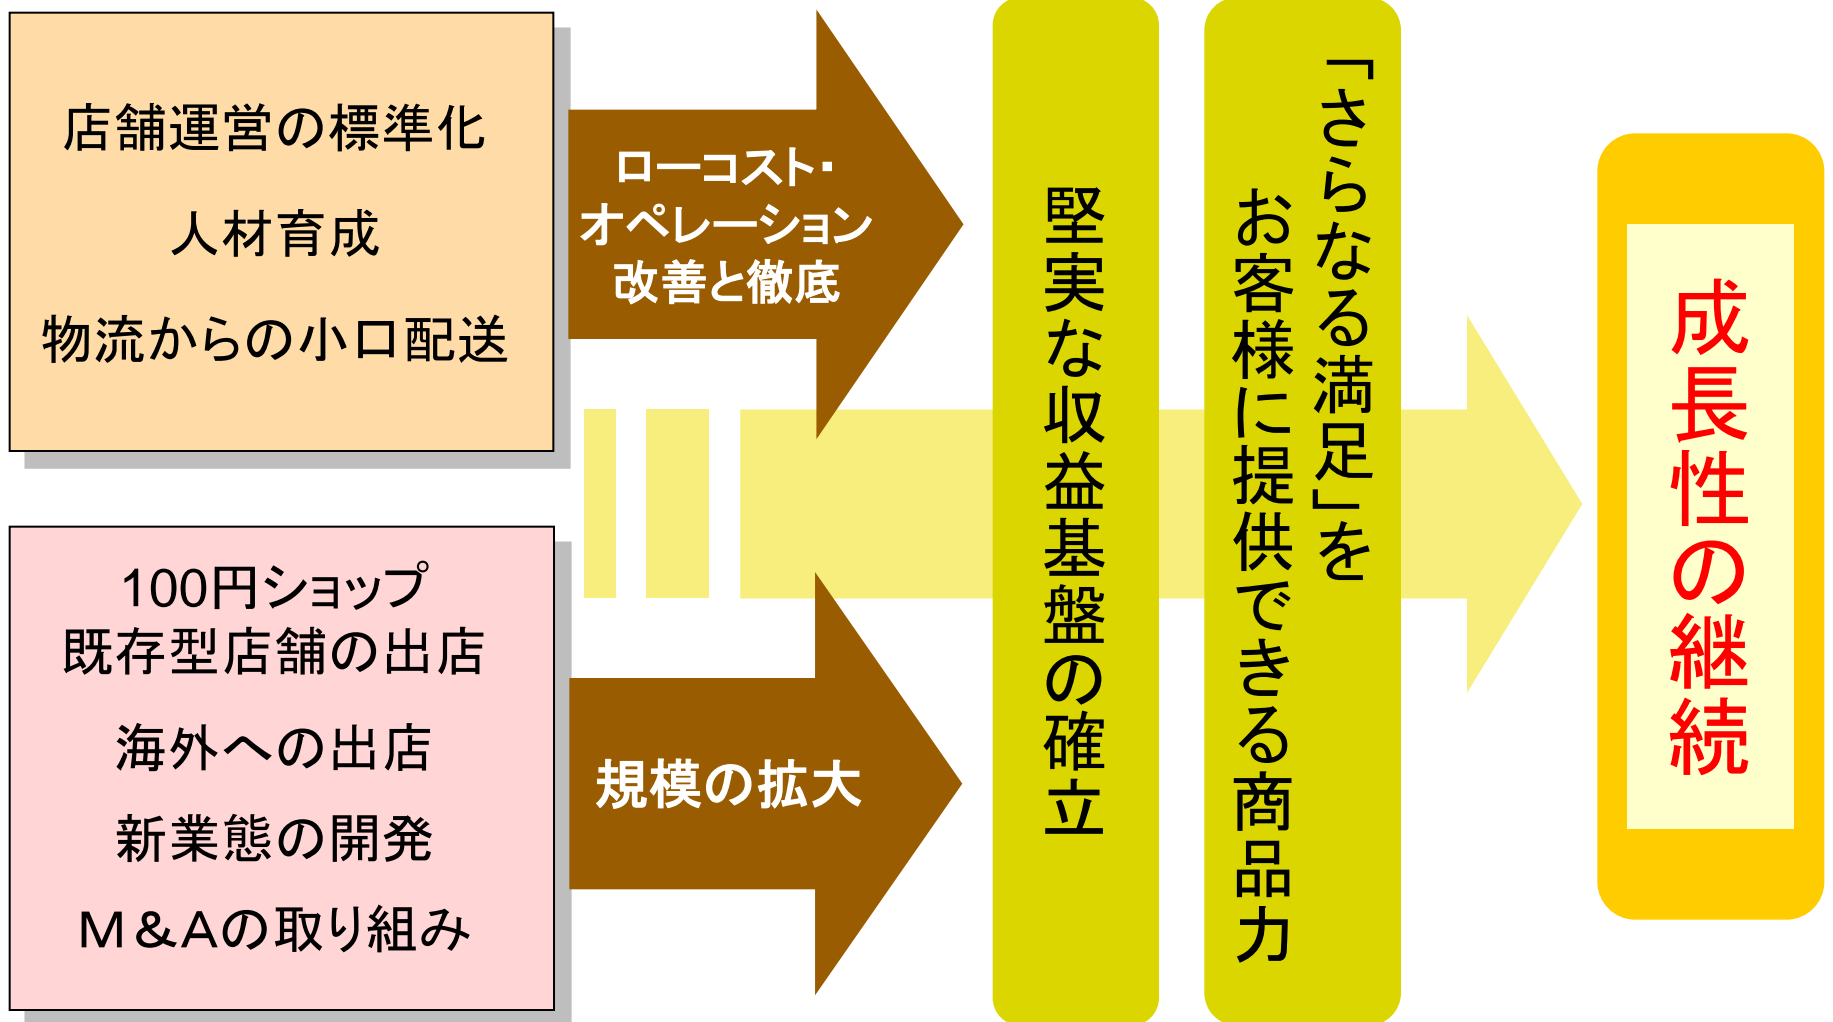 店舗運営の標準化
人材育成
物流からの小口配送
ローコスト・
オペレーション
改善と徹底
100円ショップ
既存型店舗の出店
海外への出店
新業態の開発
M&Aの取り組み
規模の拡大
堅実な収益基盤の確立
「さらなる満足」を
お客様に提供できる商品力
成長性の継続